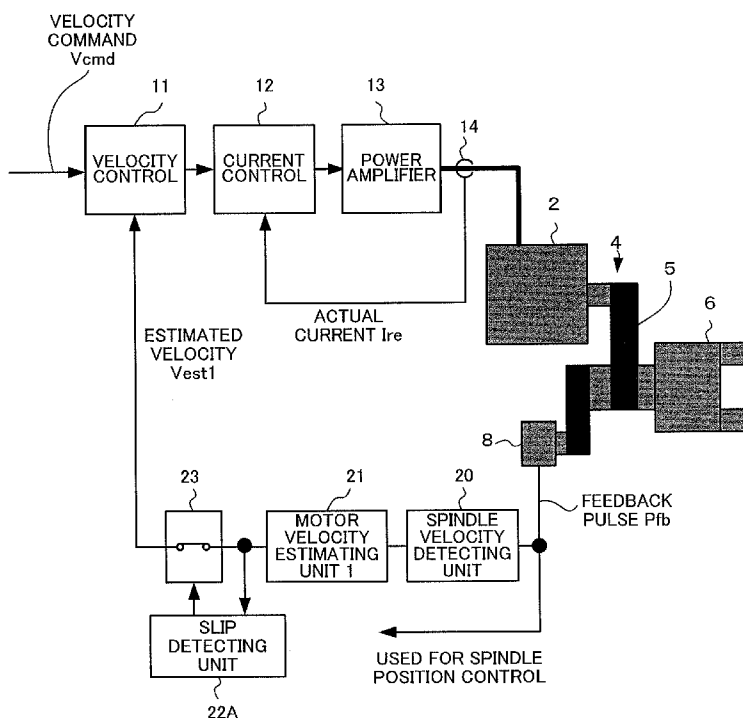 VELOCITY
COMMAND
Vcmd
11
12
13
14
VELOCITY
CONTROL
CURRENT
CONTROL
POWER
AMPLIFIER
2
4
5
6
ACTUAL
CURRENT Ire
ESTIMATED
VELOCITY
Vest1
8
23
21
20
MOTOR
VELOCITY
ESTIMATING
UNIT 1
SPINDLE
VELOCITY
DETECTING
UNIT
FEEDBACK
PULSE Pfb
SLIP
DETECTING
UNIT
22A
USED FOR SPINDLE
POSITION CONTROL